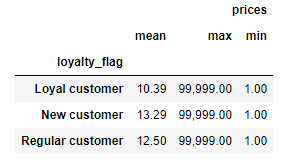 prices
mean max min
loyalty_flag
Loyal customer 10.39 99,999.00 1.00
New customer 13.29 99,999.00 1.00
Regular customer 12.50 99,999.00 1.00